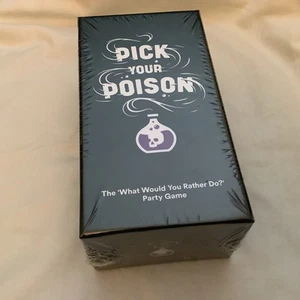 PICK
YOUR
POISON
The 'What Would You Rather Do?'
Party Game